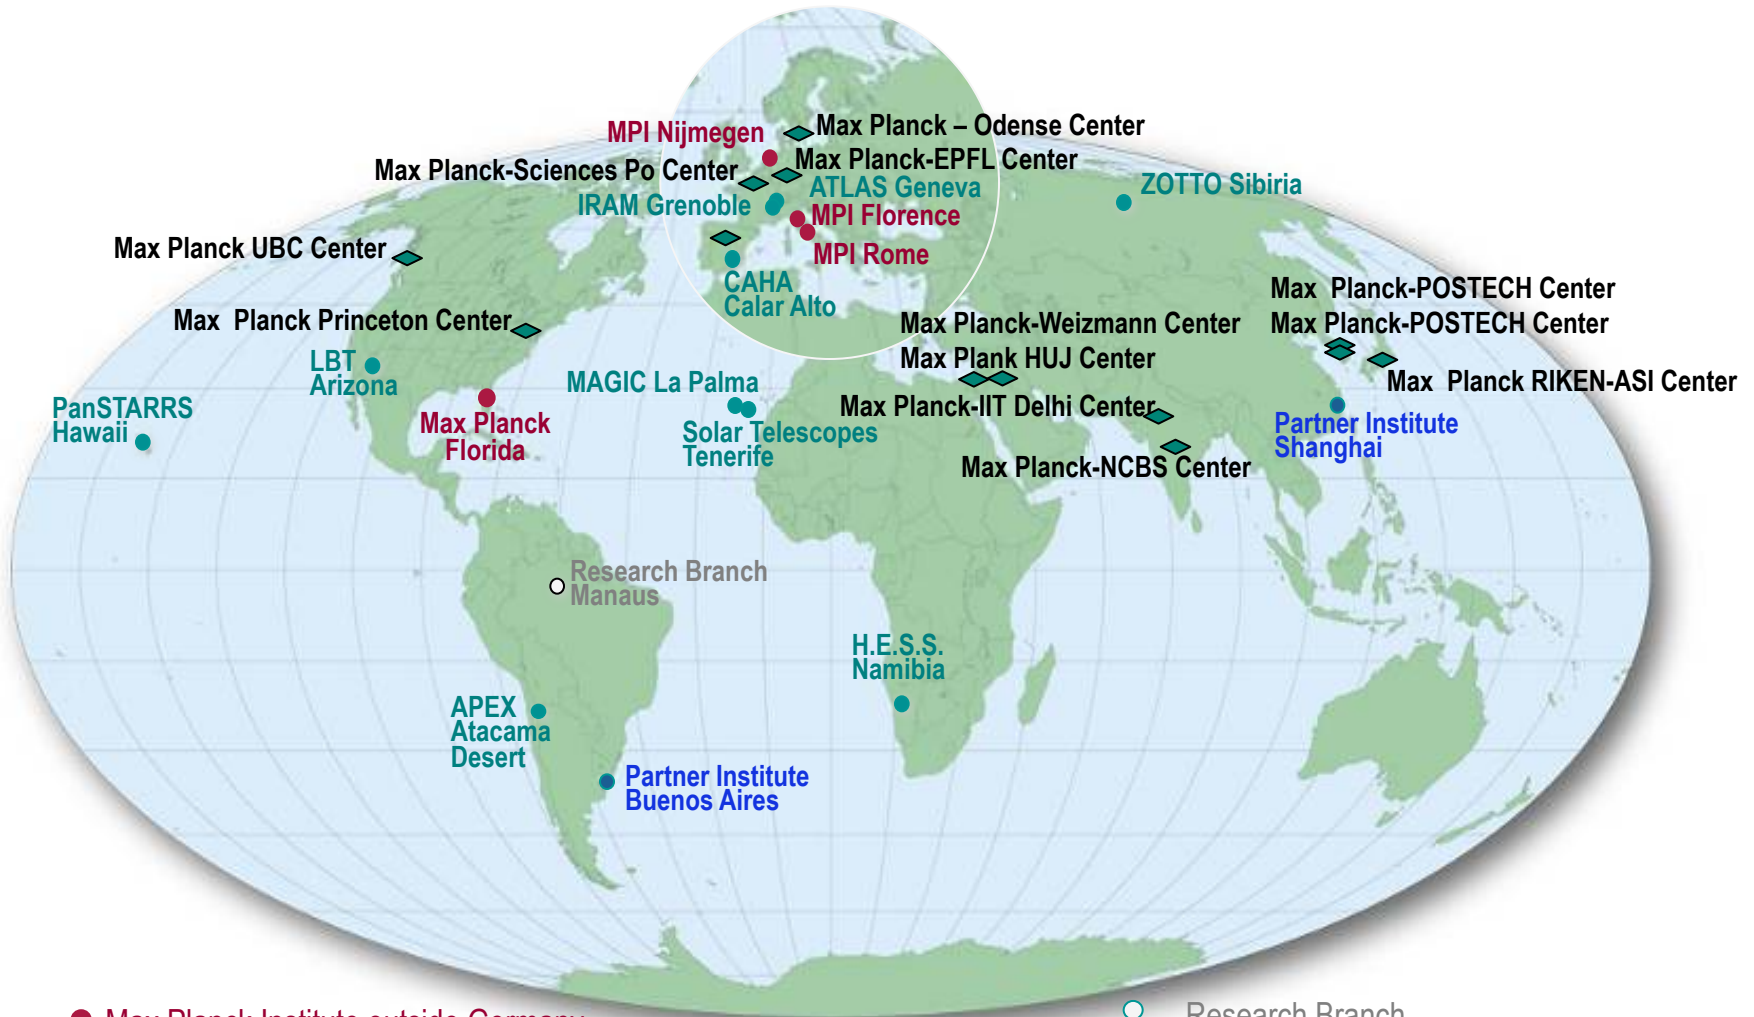 MPI Nijmegen
Max Planck – Odense Center
Max Planck-Sciences Po Center
Max Planck-EPFL Center
ATLAS Geneva
ZOTTO Sibiria
IRAM Grenoble
MPI Florence
MPI Rome
Max Planck UBC Center
CAHA
Calar Alto
Max Planck-POSTECH Center
Max Planck Princeton Center
Max Planck-Weizmann Center
Max Planck-POSTECH Center
LBT
Arizona
Max Plank HUJ Center
MAGIC La Palma
Max Planck RIKEN-ASI Center
PanSTARRS
Hawaii
Max Planck
Florida
Solar Telescopes
Tenerife
Max Planck-IIT Delhi Center
Partner Institute
Shanghai
Max Planck-NCBS Center
Research Branch
Manaus
H.E.S.S.
Namibia
APEX
Atacama
Desert
Partner Institute
Buenos Aires
Max Planck Institute outside Germany
Research Branch